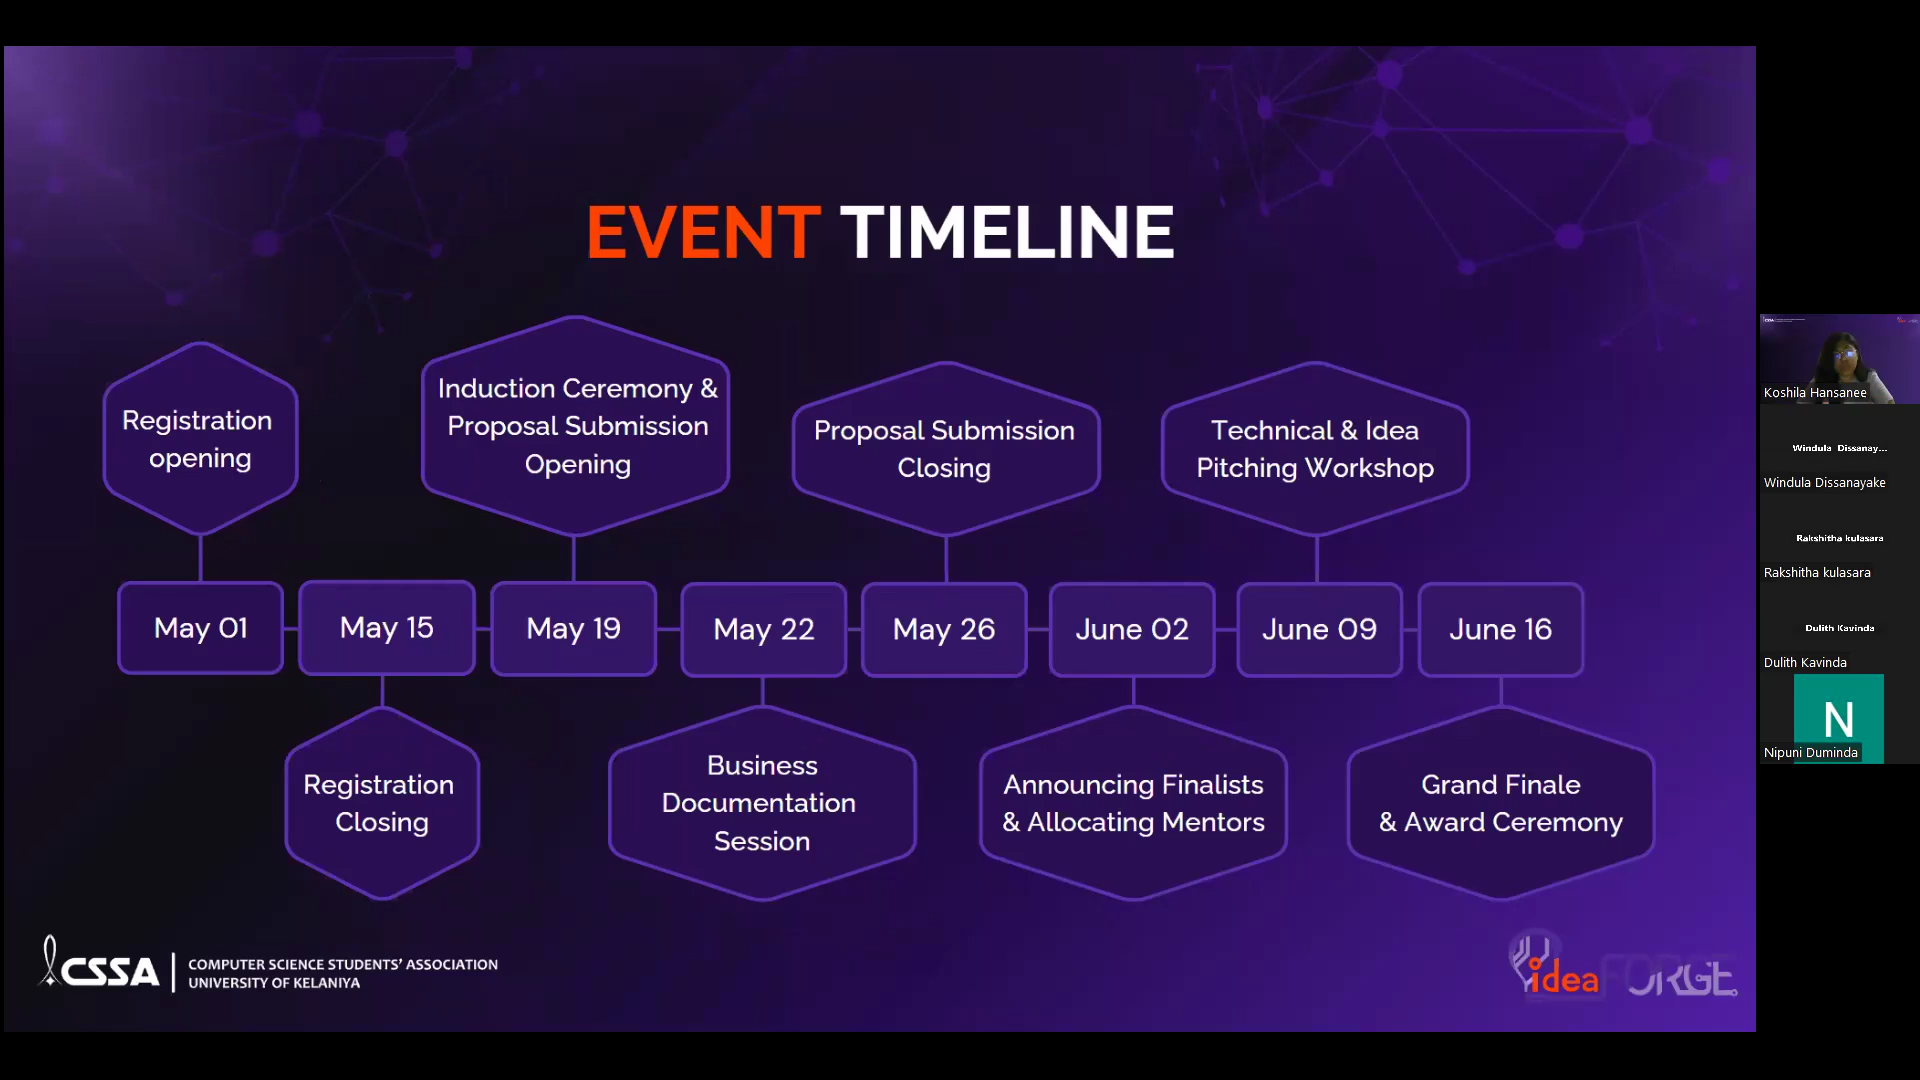 EVENT TIMELINE
Registration
opening
Induction Ceremony &
Proposal Submission
Opening
Proposal Submission
Closing
Technical & Idea
Pitching Workshop
May 01
May 15
May 19
May 22
May 26
June 02
June 09
June 16
Registration
Closing
Business
Documentation
Session
Announcing Finalists
& Allocating Mentors
Grand Finale
& Award Ceremony
CSSA
COMPUTER SCIENCE STUDENTS' ASSOCIATION
UNIVERSITY OF KELANIYA
ideaFORGE
Koshila Hansanee
Windula Dissanay...
Windula Dissanayake
Rakshitha kulasara
Rakshitha kulasara
Dulith Kavinda
Dulith Kavinda
N
Nipuni Duminda